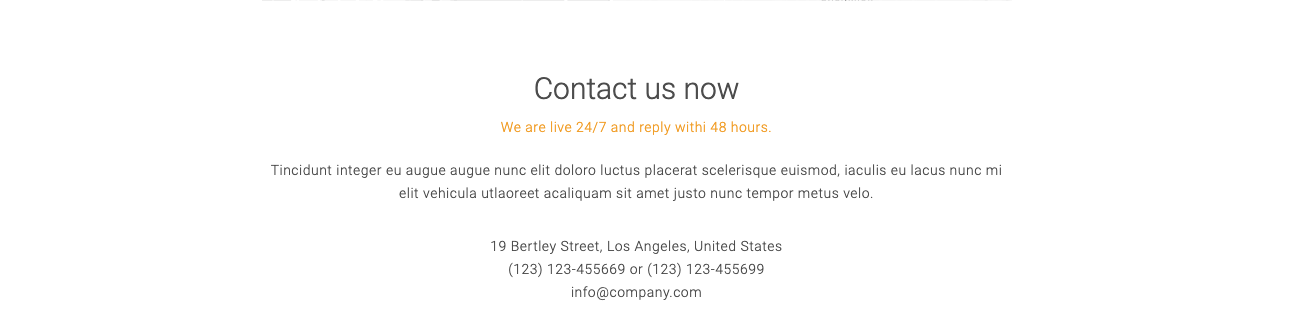 Contact us now
We are live 24/7 and reply withi 48 hours.
Tincidunt integer eu augue augue nunc elit doloro luctus placerat scelerisque euismod, iaculis eu lacus nunc mi
elit vehicula utlaoreet acaliquam sit amet justo nunc tempor metus velo.
19 Bertley Street, Los Angeles, United States
(123) 123-455669 or (123) 123-455699
info@company.com